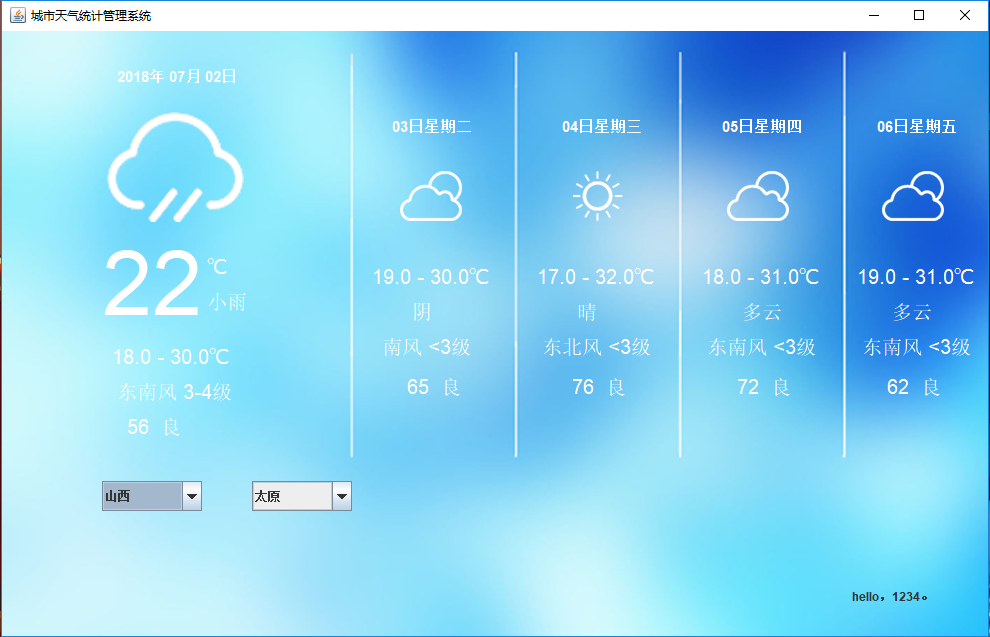 城市天气统计管理系统
2018年 07月 02日
22 ℃
小雨
18.0 - 30.0℃
东南风 3-4级
56 良
03日星期二
19.0 - 30.0℃
阴
南风 <3级
65 良
04日星期三
17.0 - 32.0℃
晴
东北风 <3级
76 良
05日星期四
18.0 - 31.0℃
多云
东南风 <3级
72 良
06日星期五
19.0 - 31.0℃
多云
东南风 <3级
62 良
山西
太原
hello，1234。